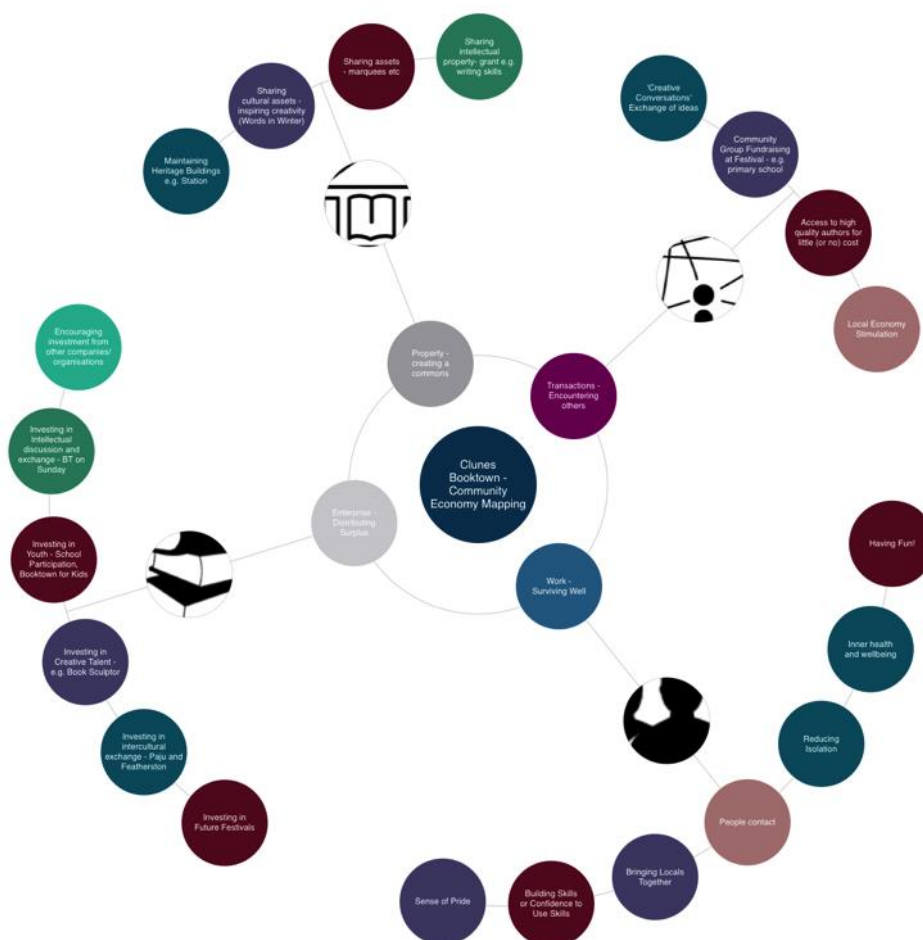 Sharing
intellectual
property- grant e.g.
writing skills
Sharing assets
- marquees etc
Sharing
cultural assets -
inspiring creativity
(Words in Winter)
Maintaining
Heritage Buildings
e.g. Station
'Creative
Conversations'
Exchange of ideas
Community
Group Fundraising
at Festival - e.g.
primary school
Access to high
quality authors for
little (or no) cost
Local Economy
Stimulation
Encouraging
investment from
other companies/
organisations
Investing in
Intellectual
discussion and
exchange - BT on
Sunday
Investing in
Youth - School
Participation,
Booktown for Kids
Investing in
Creative Talent -
e.g. Book Sculptor
Investing in
intercultural
exchange - Paju and
Featherston
Investing in
Future Festivals
Property -
creating a
commons
Transactions -
Encountering
others
Clunes
Booktown -
Community
Economy Mapping
Enterprise -
Distributing
Surplus
Work -
Surviving Well
Having Fun!
Inner health
and wellbeing
Reducing
Isolation
People contact
Bringing Locals
Together
Building Skills
or Confidence to
Use Skills
Sense of Pride